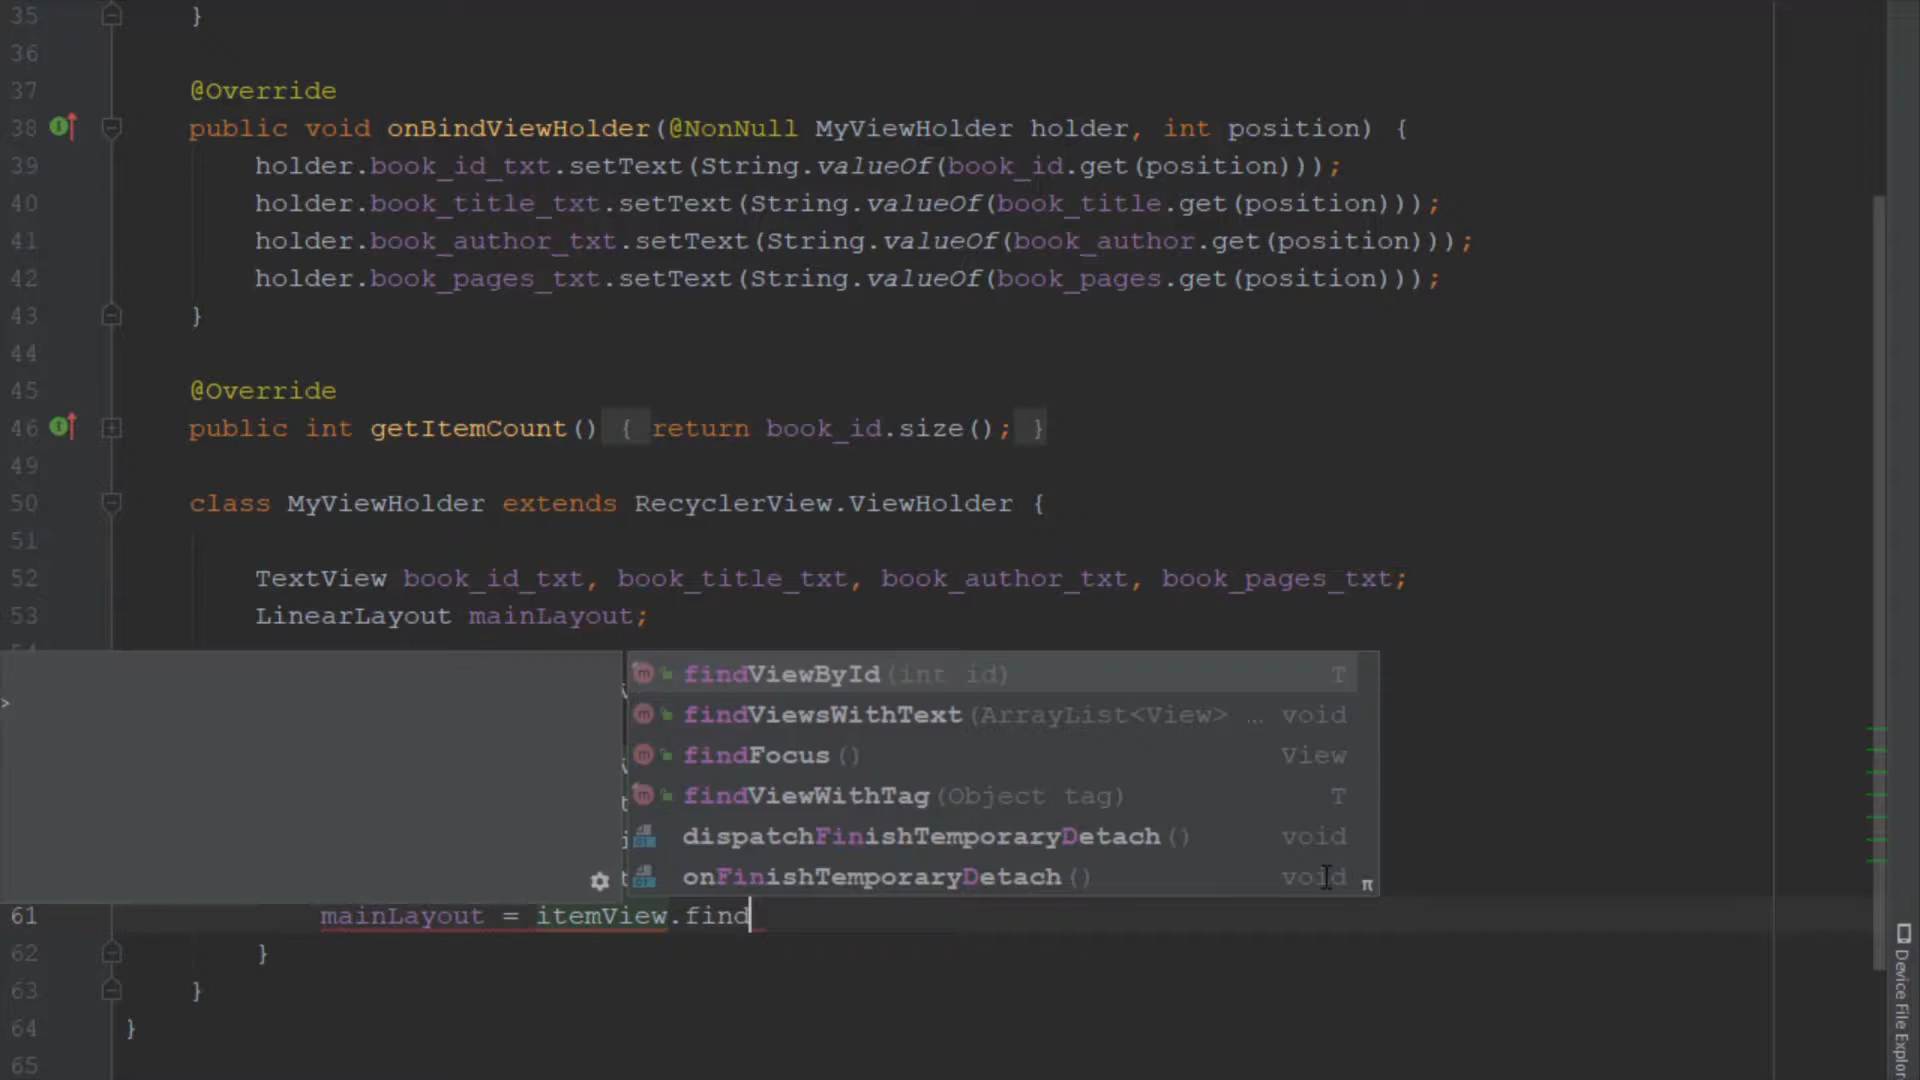 35 }
36
37 @Override
38 public void onBindViewHolder(@NonNull MyViewHolder holder, int position) {
39 holder.book_id_txt.setText(String.valueOf(book_id.get(position)));
40 holder.book_title_txt.setText(String.valueOf(book_title.get(position)));
41 holder.book_author_txt.setText(String.valueOf(book_author.get(position)));
42 holder.book_pages_txt.setText(String.valueOf(book_pages.get(position)));
43 }
44
45 @Override
46 public int getItemCount() { return book_id.size(); }
49
50 class MyViewHolder extends RecyclerView.ViewHolder {
51
52 TextView book_id_txt, book_title_txt, book_author_txt, book_pages_txt;
53 LinearLayout mainLayout;
findViewById(int id) T
findViewsWithText(ArrayList<View> … void
>
findFocus() View
findViewWithTag(Object tag) T
dispatchFinishTemporaryDetach() void
onFinishTemporaryDetach() void
π
61 mainLayout = itemView.find
62 }
63 }
64 }
65
Device File Explor